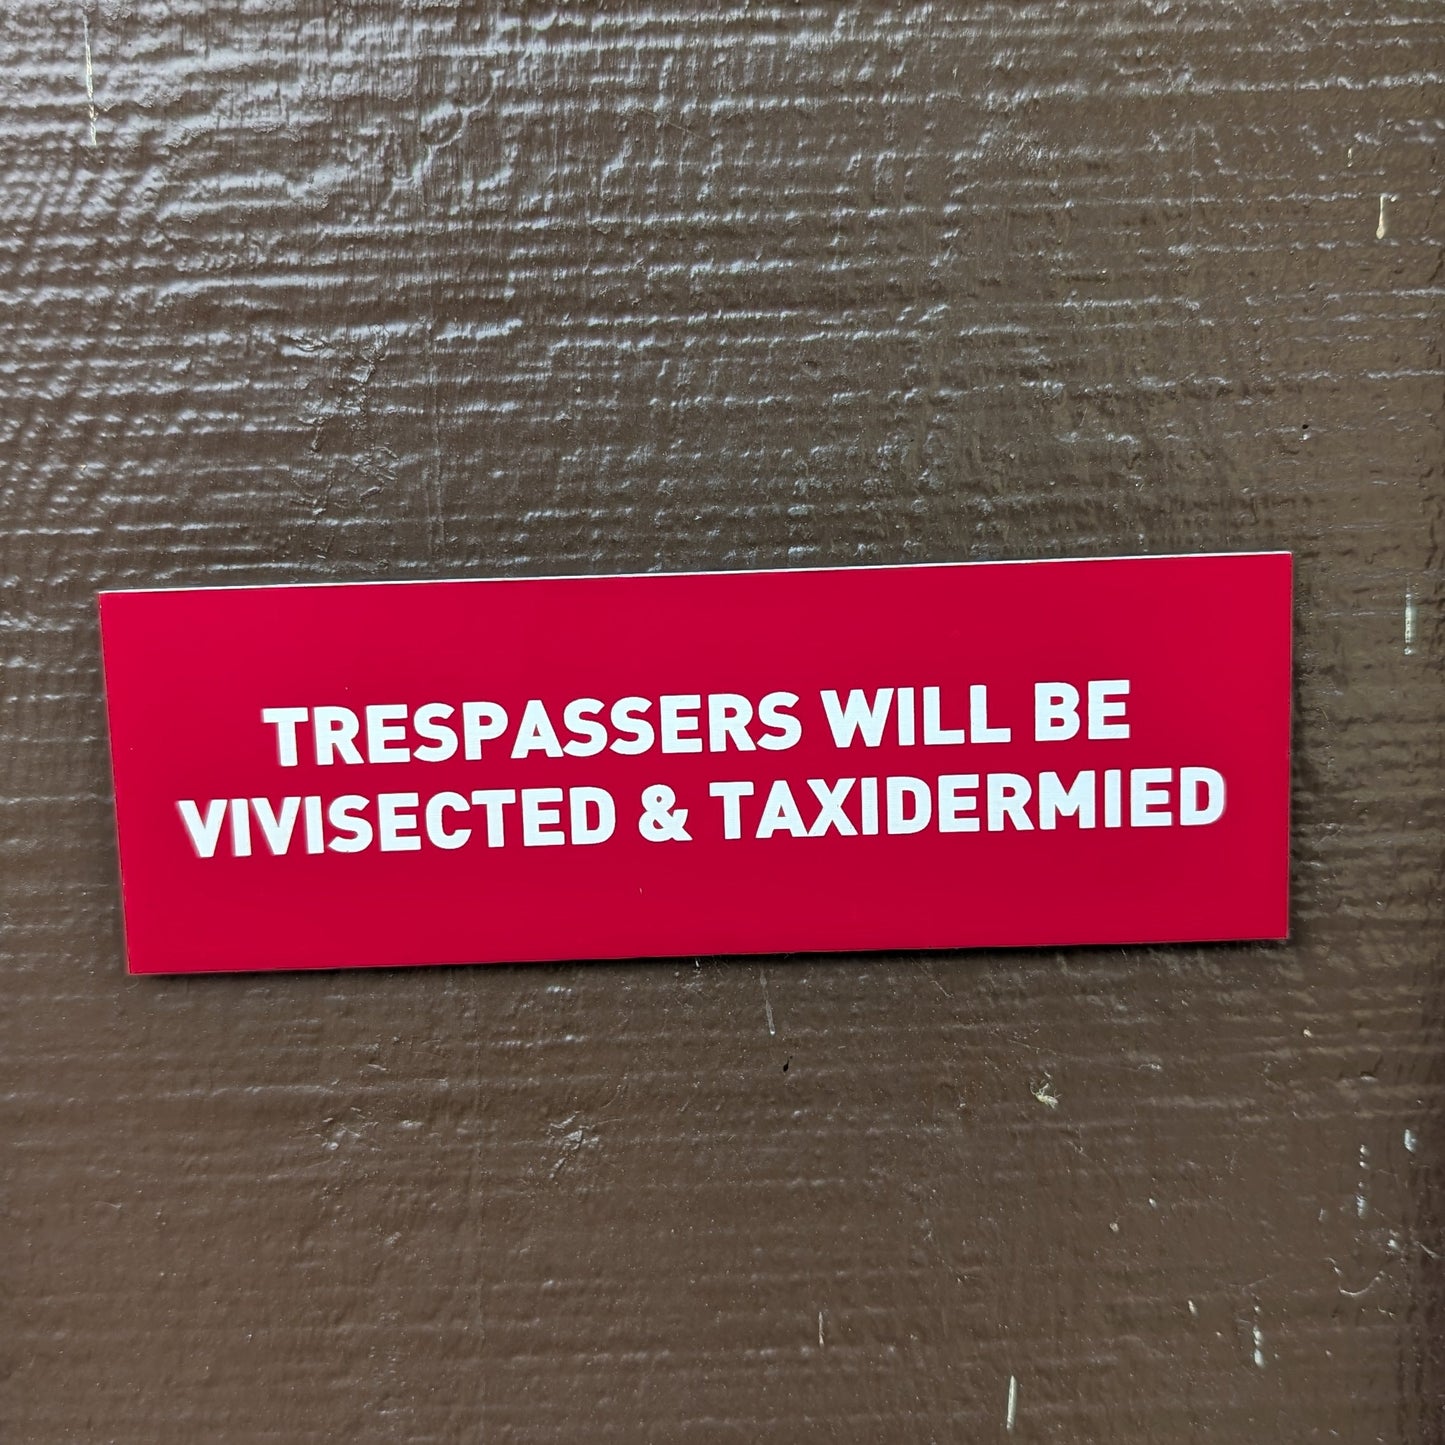 TRESPASSERS WILL BE
VIVISECTED & TAXIDERMIED